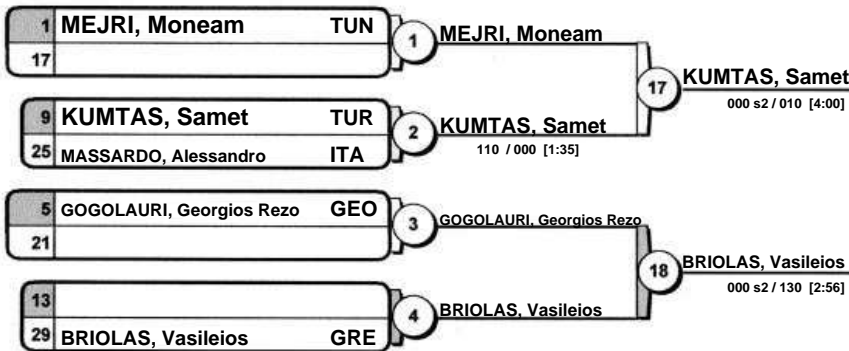 1 MEJRI, Moneam TUN
17
1 MEJRI, Moneam
9 KUMTAS, Samet TUR
25 MASSARDO, Alessandro ITA
2 KUMTAS, Samet
110 / 000 [1:35]
17 KUMTAS, Samet
000 s2 / 010 [4:00]
5 GOGOLAURI, Georgios Rezo GEO
21
3 GOGOLAURI, Georgios Rezo
13
29 BRIOLAS, Vasileios GRE
4 BRIOLAS, Vasileios
18 BRIOLAS, Vasileios
000 s2 / 130 [2:56]